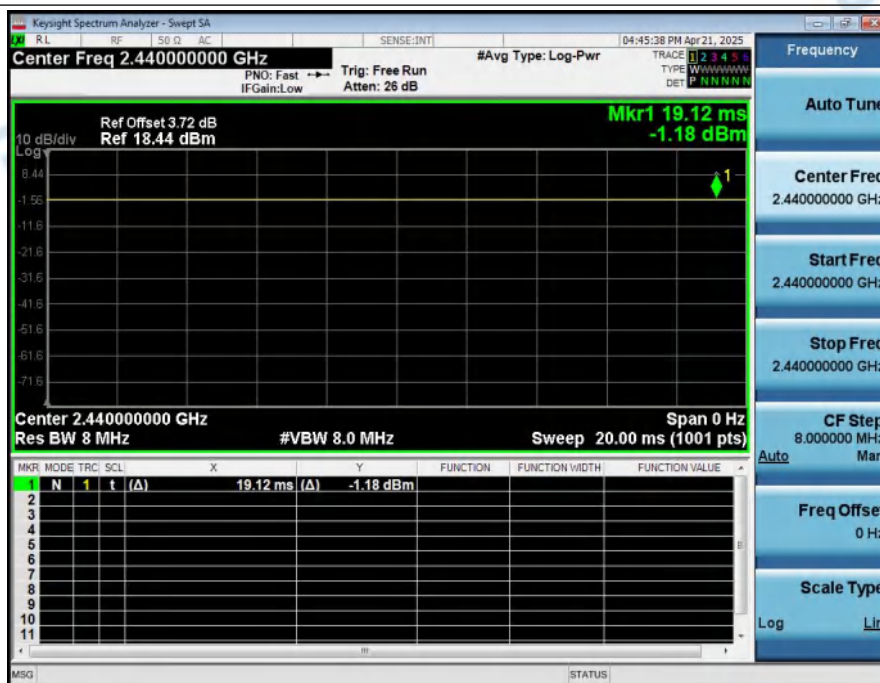 Keysight Spectrum Analyzer - Swept SA
LXI RL RF 50 Ω AC SENSE:INT 04:45:38 PM Apr 21, 2025
Center Freq 2.440000000 GHz #Avg Type: Log-Pwr TRACE 1 2 3 4 5 6
PNO: Fast Trig: Free Run TYPE WWWWWW
IFGain:Low Atten: 26 dB DET P N N N N N
Ref Offset 3.72 dB Mkr1 19.12 ms
10 dB/div Ref 18.44 dBm -1.18 dBm
Log
1
8.44
-1.56
-11.6
-21.6
-31.6
-41.6
-51.6
-61.6
-71.6
Center 2.440000000 GHz Span 0 Hz
Res BW 8 MHz #VBW 8.0 MHz Sweep 20.00 ms (1001 pts)
MKR MODE TRC SCL X Y FUNCTION FUNCTION WIDTH FUNCTION VALUE
1 N 1 t (Δ) 19.12 ms (Δ) -1.18 dBm
2
3
4
5
6
7
8
9
10
11
MSG STATUS
Frequency
Auto Tune
Center Freq
2.440000000 GHz
Start Freq
2.440000000 GHz
Stop Freq
2.440000000 GHz
CF Step
8.000000 MHz
Auto Man
Freq Offset
0 Hz
Scale Type
Log Lin